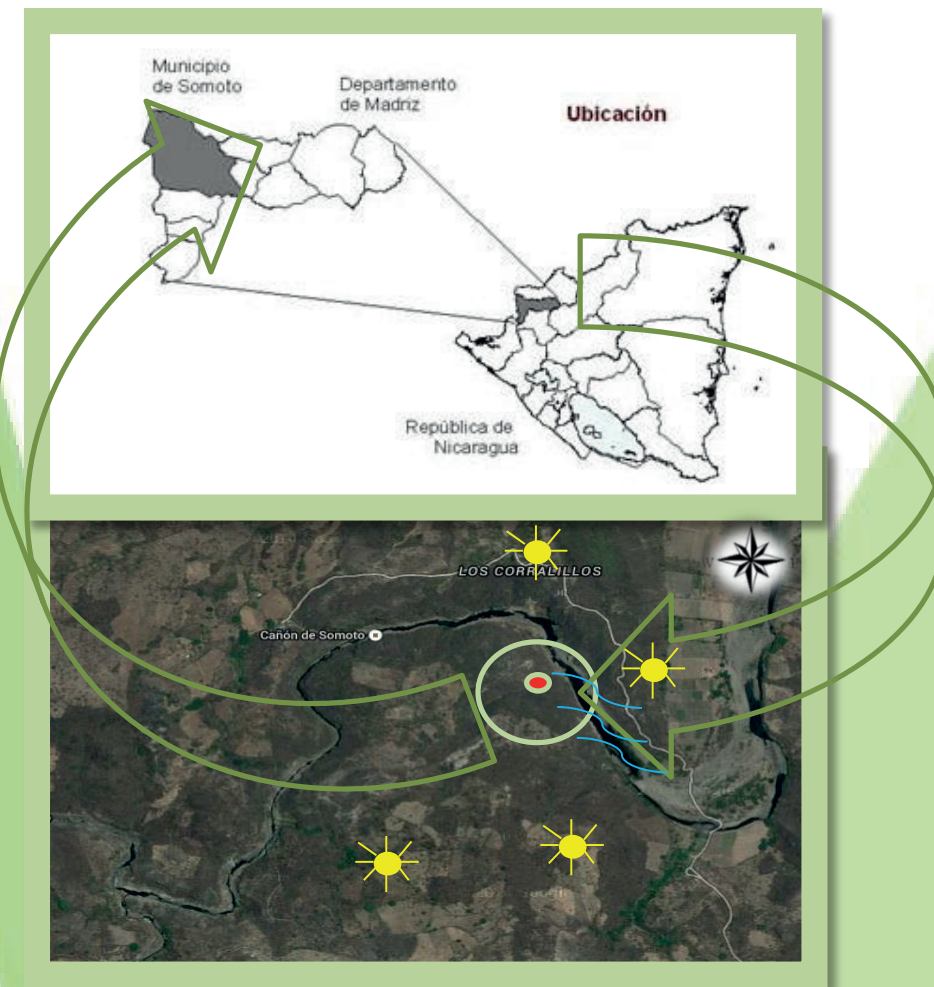 Municipio
de Somoto
Departamento
de Madriz
Ubicación
República de
Nicaragua
LOS CORRALILLOS
Cañón de Somoto